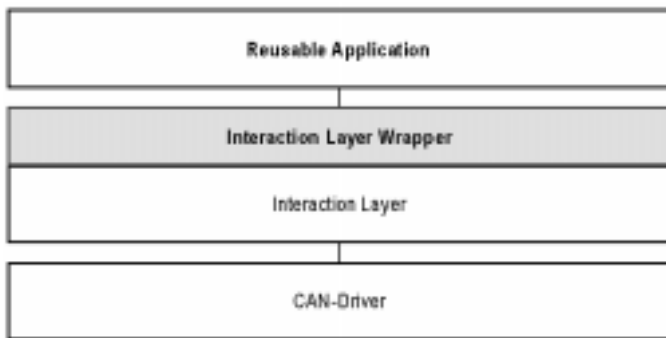 Reusable Application
Interaction Layer Wrapper
Interaction Layer
CAN-Driver